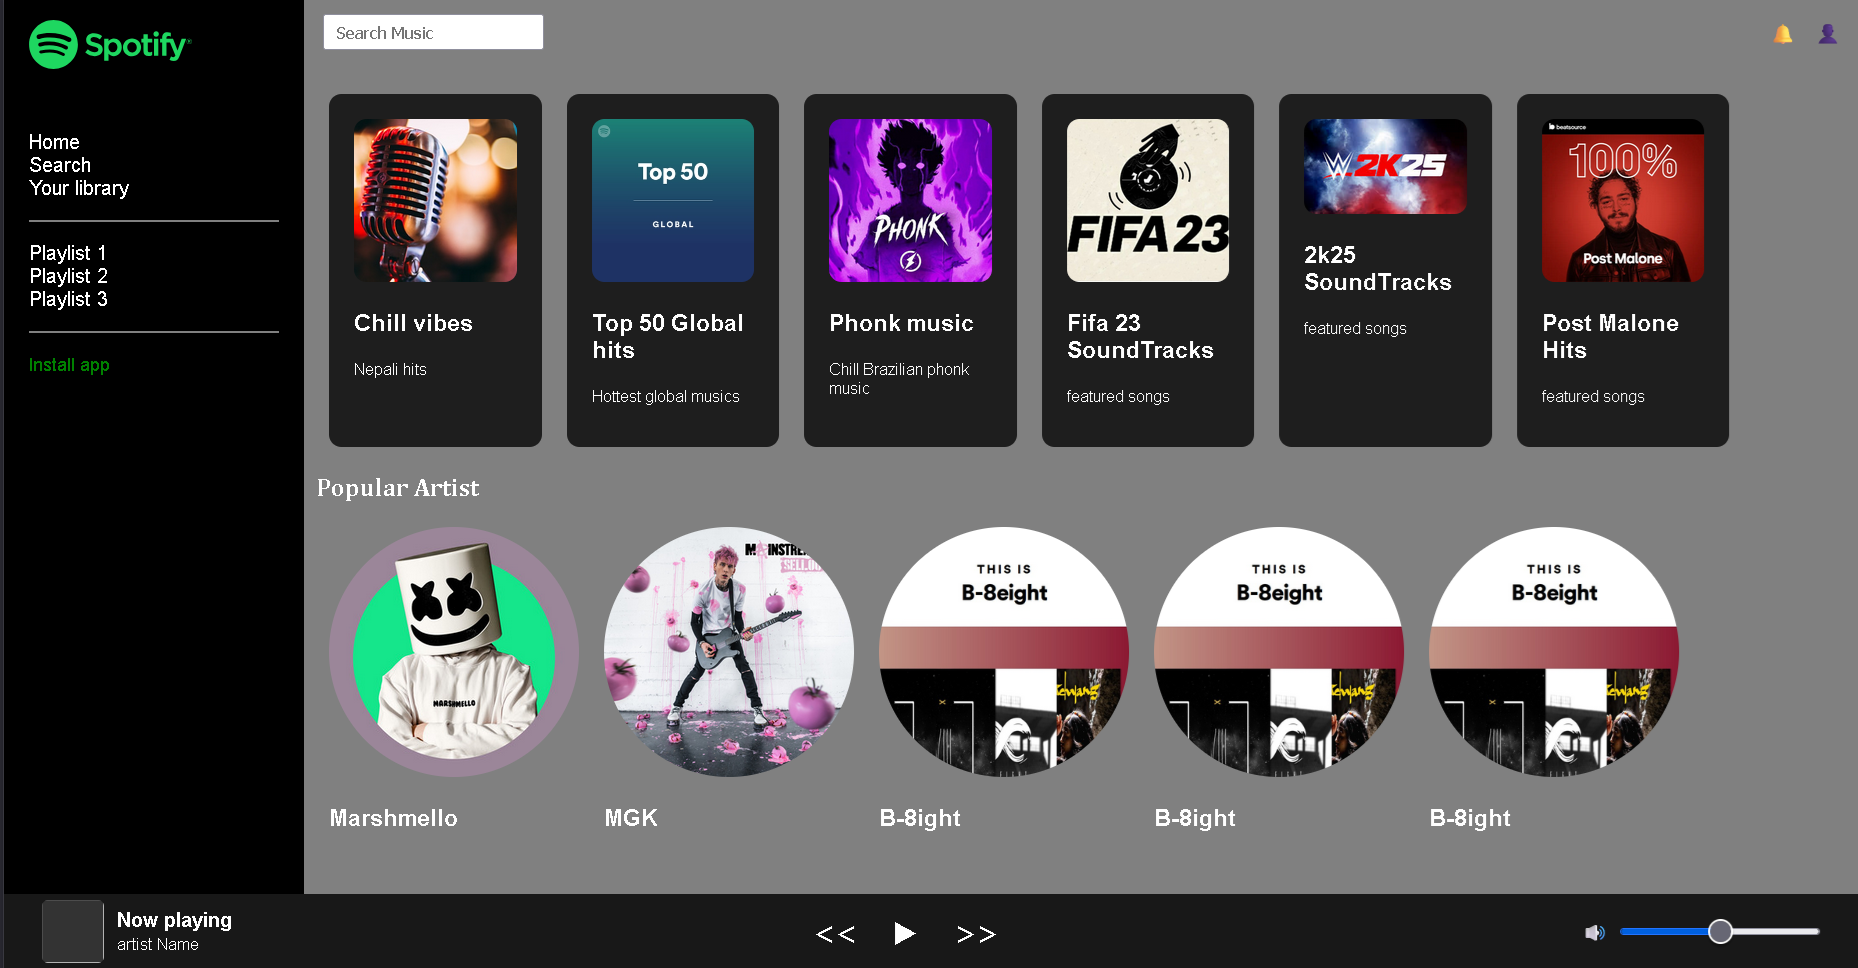 Spotify
Search Music
Home
Search
Your library
Playlist 1
Playlist 2
Playlist 3
Install app
Chill vibes
Nepali hits
Top 50
GLOBAL
Top 50 Global
hits
Hottest global musics
PHONK
Phonk music
Chill Brazilian phonk
music
FIFA 23
Fifa 23
SoundTracks
featured songs
W 2K25
2k25
SoundTracks
featured songs
beatsource
100%
Post Malone
Post Malone
Hits
featured songs
Popular Artist
MARSHMELLO
Marshmello
SELLOUT
MGK
THIS IS
B-8eight
B-8ight
THIS IS
B-8eight
B-8ight
THIS IS
B-8eight
B-8ight
Now playing
artist Name
<< >>